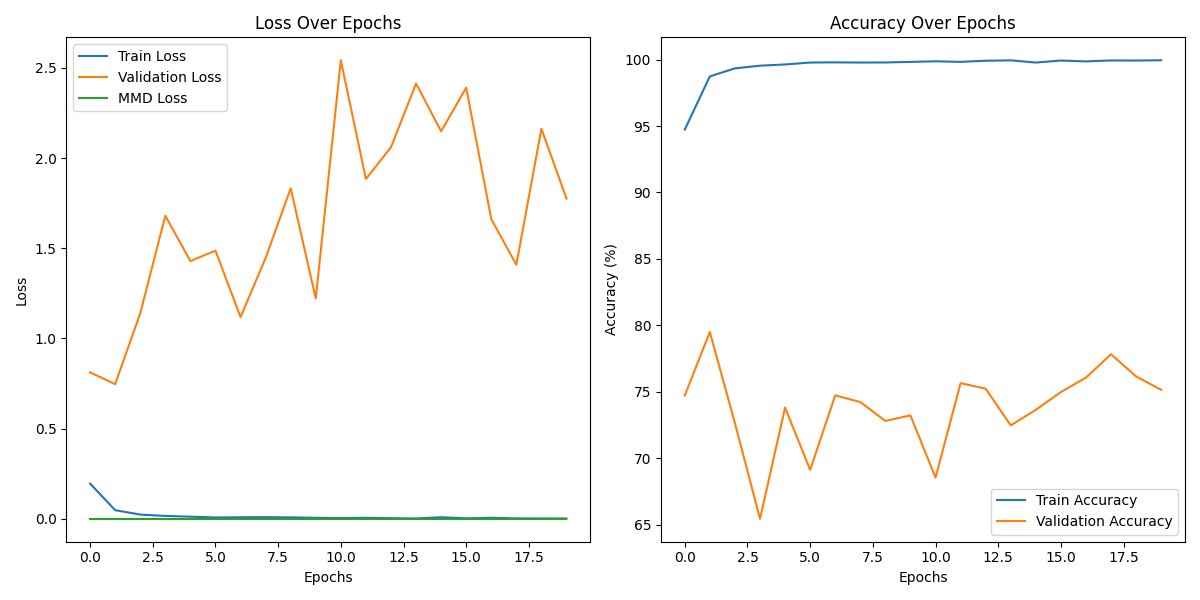 Loss Over Epochs
Train Loss
Validation Loss
MMD Loss
2.5
2.0
1.5
1.0
0.5
0.0
Loss
0.0 2.5 5.0 7.5 10.0 12.5 15.0 17.5
Epochs
Accuracy Over Epochs
100
95
90
85
80
75
70
65
Accuracy (%)
Train Accuracy
Validation Accuracy
0.0 2.5 5.0 7.5 10.0 12.5 15.0 17.5
Epochs